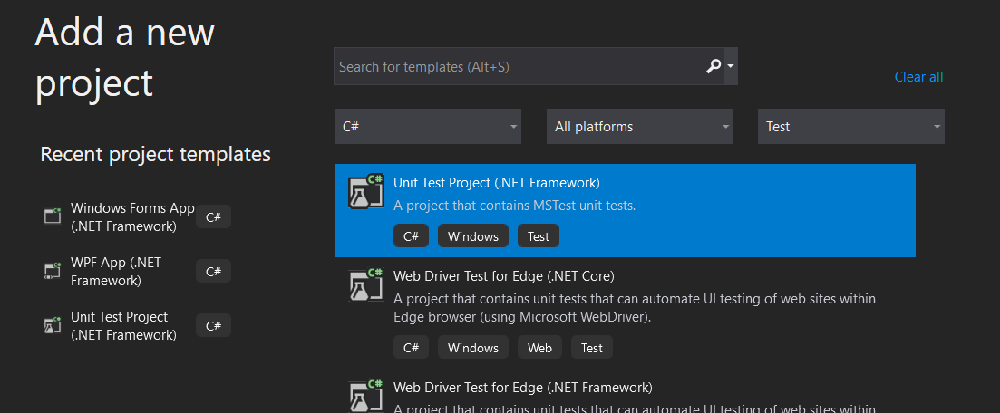 Add a new
project
Search for templates (Alt+S)
Clear all
C#
All platforms
Test
Recent project templates
Windows Forms App
(.NET Framework)
C#
WPF App (.NET
Framework)
C#
Unit Test Project
(.NET Framework)
C#
C#
Unit Test Project (.NET Framework)
A project that contains MSTest unit tests.
C#
Windows
Test
C#
Web Driver Test for Edge (.NET Core)
A project that contains unit tests that can automate UI testing of web sites within
Edge browser (using Microsoft WebDriver).
C#
Windows
Web
Test
C#
Web Driver Test for Edge (.NET Framework)
A project that contains unit tests that can automate UI testing of web sites within